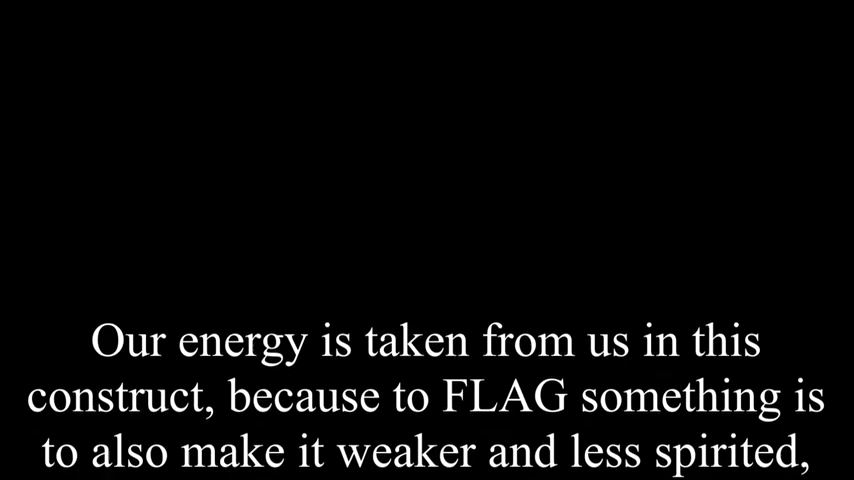 Our energy is taken from us in this
construct, because to FLAG something is
to also make it weaker and less spirited,